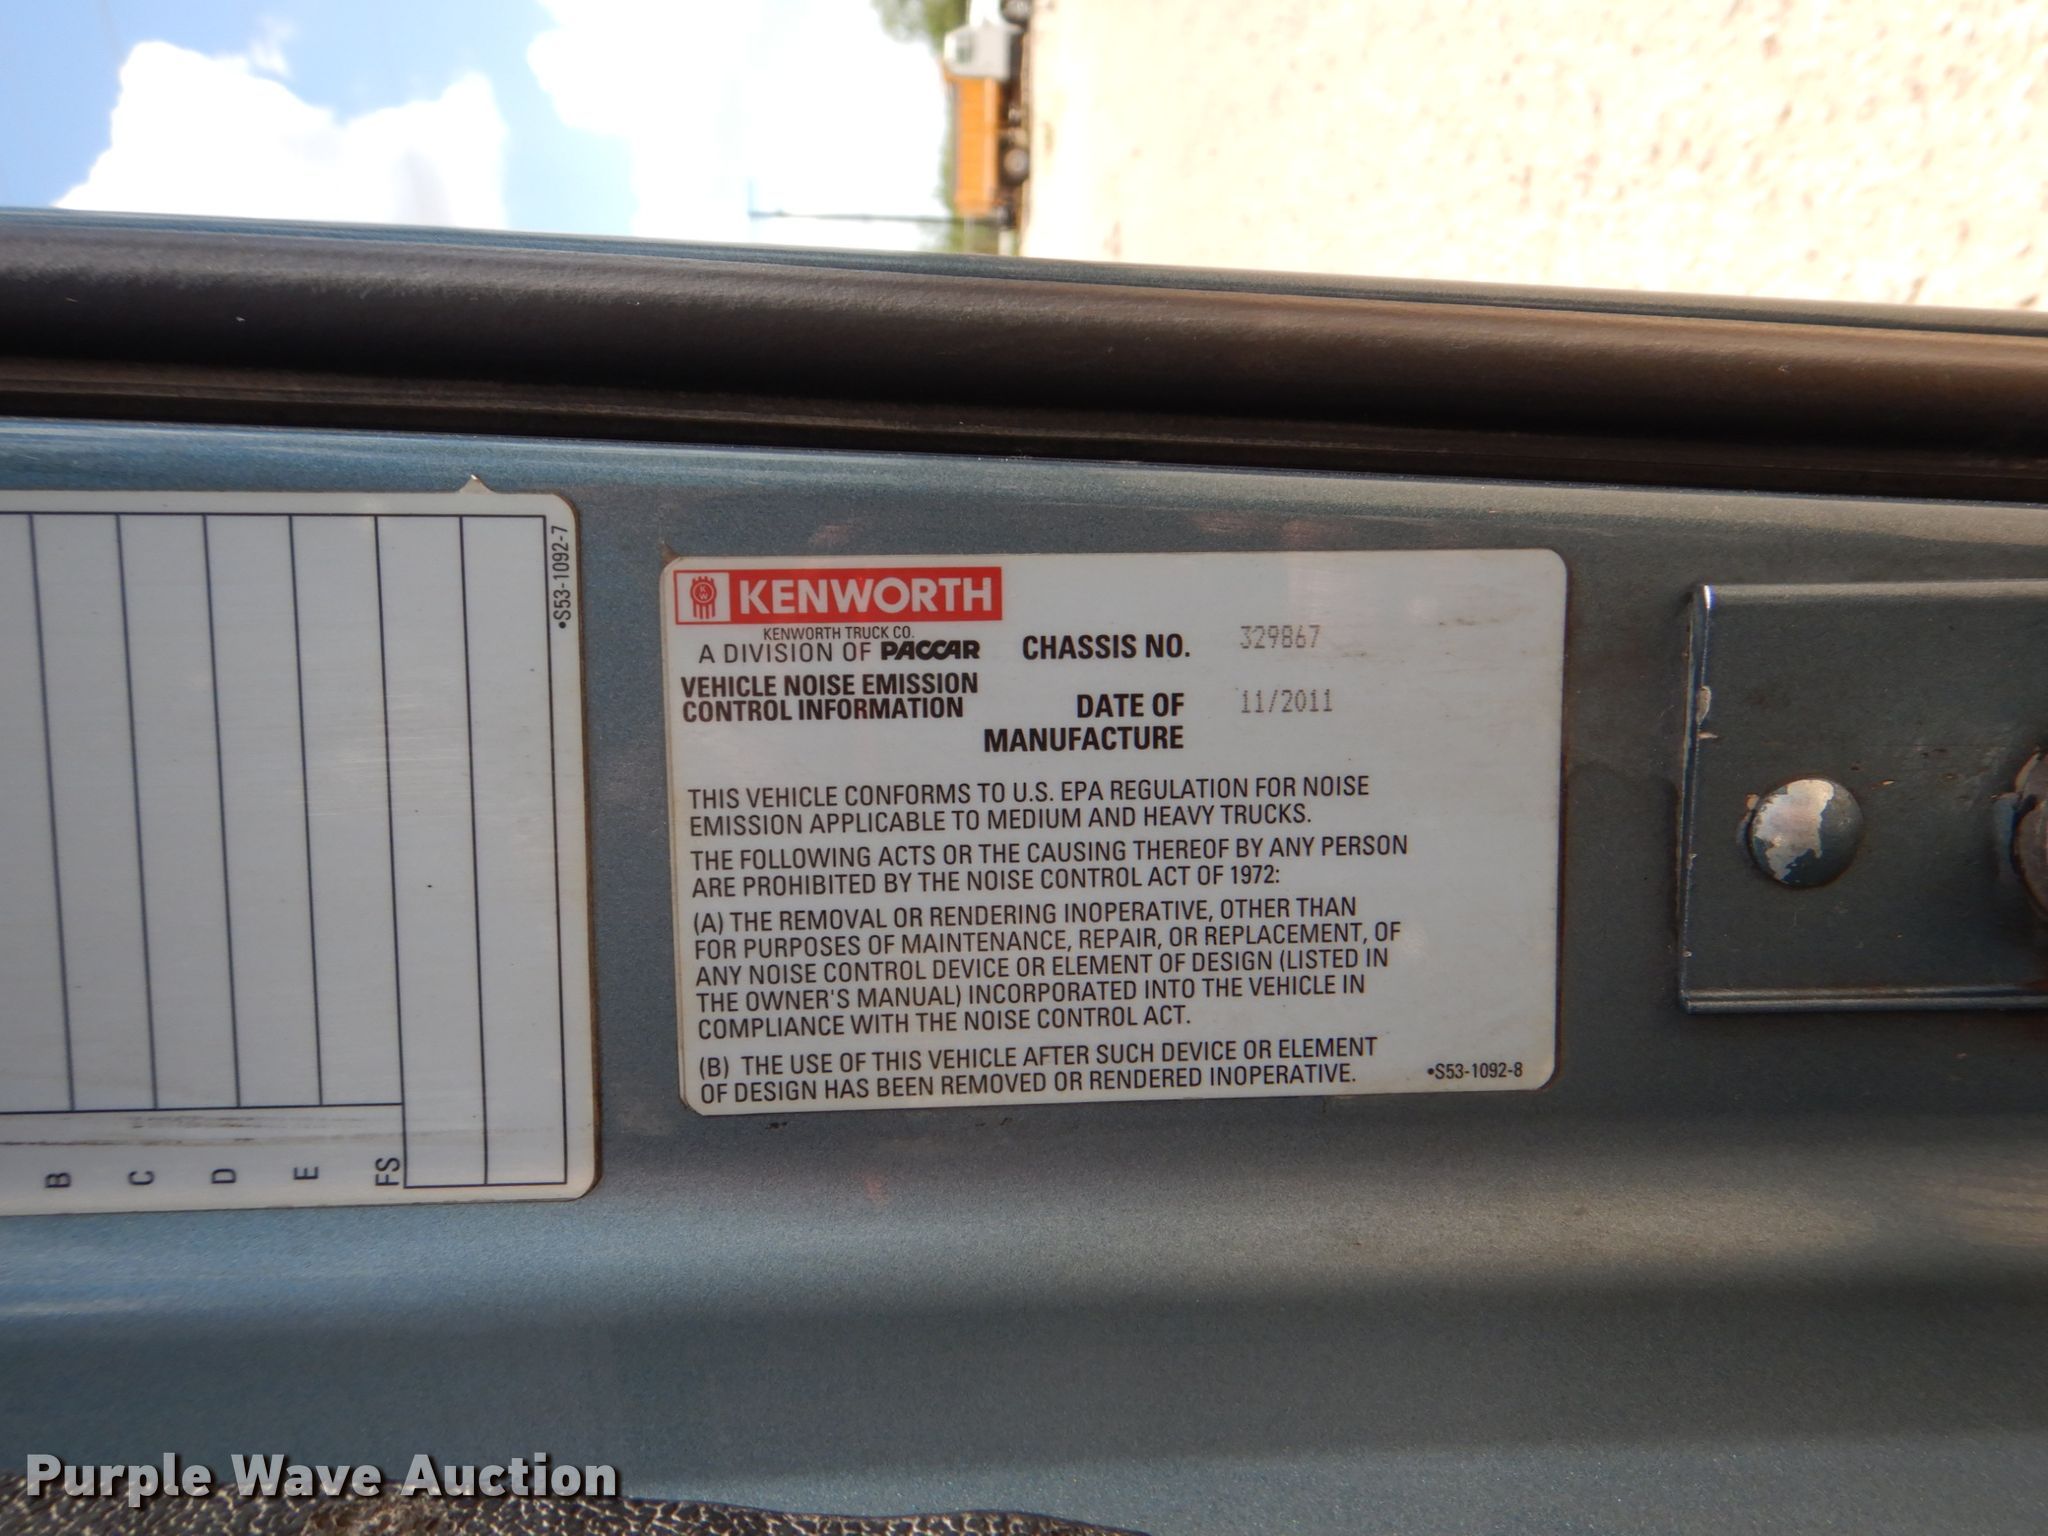 •S53-1092-7
B
C
D
E
FS
KW KENWORTH
KENWORTH TRUCK CO.
A DIVISION OF PACCAR
VEHICLE NOISE EMISSION
CONTROL INFORMATION
CHASSIS NO. 329867
DATE OF
MANUFACTURE 11/2011
THIS VEHICLE CONFORMS TO U.S. EPA REGULATION FOR NOISE
EMISSION APPLICABLE TO MEDIUM AND HEAVY TRUCKS.
THE FOLLOWING ACTS OR THE CAUSING THEREOF BY ANY PERSON
ARE PROHIBITED BY THE NOISE CONTROL ACT OF 1972:
(A) THE REMOVAL OR RENDERING INOPERATIVE, OTHER THAN
FOR PURPOSES OF MAINTENANCE, REPAIR, OR REPLACEMENT, OF
ANY NOISE CONTROL DEVICE OR ELEMENT OF DESIGN (LISTED IN
THE OWNER'S MANUAL) INCORPORATED INTO THE VEHICLE IN
COMPLIANCE WITH THE NOISE CONTROL ACT.
(B) THE USE OF THIS VEHICLE AFTER SUCH DEVICE OR ELEMENT
OF DESIGN HAS BEEN REMOVED OR RENDERED INOPERATIVE.
•S53-1092-8
Purple Wave Auction